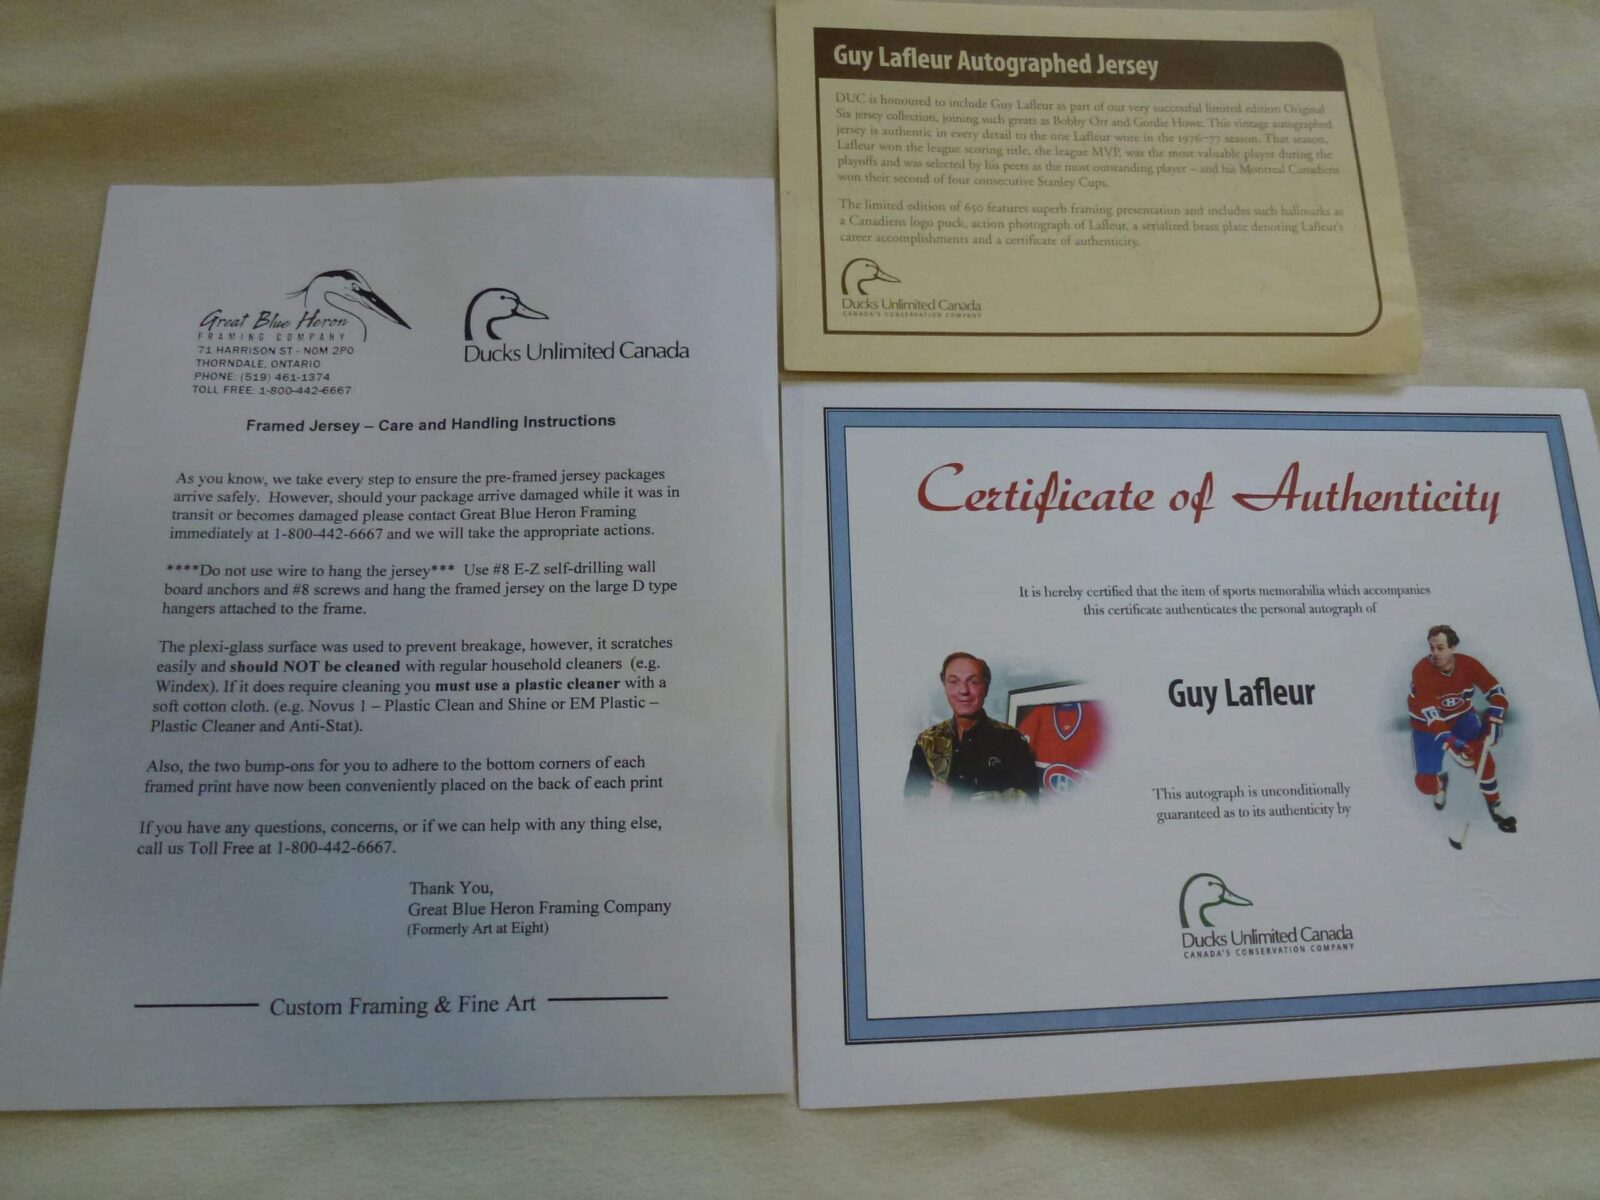 Great Blue Heron
FRAMING COMPANY
71 HARRISON ST - NOM 2PO
THORNDALE, ONTARIO
PHONE: (519) 461-1374
TOLL FREE: 1-800-442-6667
Ducks Unlimited Canada
Framed Jersey – Care and Handling Instructions
As you know, we take every step to ensure the pre-framed jersey packages
arrive safely. However, should your package arrive damaged while it was in
transit or becomes damaged please contact Great Blue Heron Framing
immediately at 1-800-442-6667 and we will take the appropriate actions.
****Do not use wire to hang the jersey*** Use #8 E-Z self-drilling wall
board anchors and #8 screws and hang the framed jersey on the large D type
hangers attached to the frame.
The plexi-glass surface was used to prevent breakage, however, it scratches
easily and should NOT be cleaned with regular household cleaners (e.g.
Windex). If it does require cleaning you must use a plastic cleaner with a
soft cotton cloth. (e.g. Novus 1 – Plastic Clean and Shine or EM Plastic –
Plastic Cleaner and Anti-Stat).
Also, the two bump-ons for you to adhere to the bottom corners of each
framed print have now been conveniently placed on the back of each print
If you have any questions, concerns, or if we can help with any thing else,
call us Toll Free at 1-800-442-6667.
Thank You,
Great Blue Heron Framing Company
(Formerly Art at Eight)
Custom Framing & Fine Art
Guy Lafleur Autographed Jersey
DUC is honoured to include Guy Lafleur as part of our very successful limited edition Original
Six jersey collection, joining such greats as Bobby Orr and Gordie Howe. This vintage autographed
jersey is authentic in every detail to the one Lafleur wore in the 1976–77 season. That season,
Lafleur won the league scoring title, the league MVP, was the most valuable player during the
playoffs and was selected by his peers as the most outstanding player – and his Montreal Canadiens
won their second of four consecutive Stanley Cups.
The limited edition of 650 features superb framing presentation and includes such hallmarks as
a Canadiens logo puck, action photograph of Lafleur, a serialized brass plate denoting Lafleur's
career accomplishments and a certificate of authenticity.
Ducks Unlimited Canada
CANADA'S CONSERVATION COMPANY
Certificate of Authenticity
It is hereby certified that the item of sports memorabilia which accompanies
this certificate authenticates the personal autograph of
Guy Lafleur
This autograph is unconditionally
guaranteed as to its authenticity by
Ducks Unlimited Canada
CANADA'S CONSERVATION COMPANY